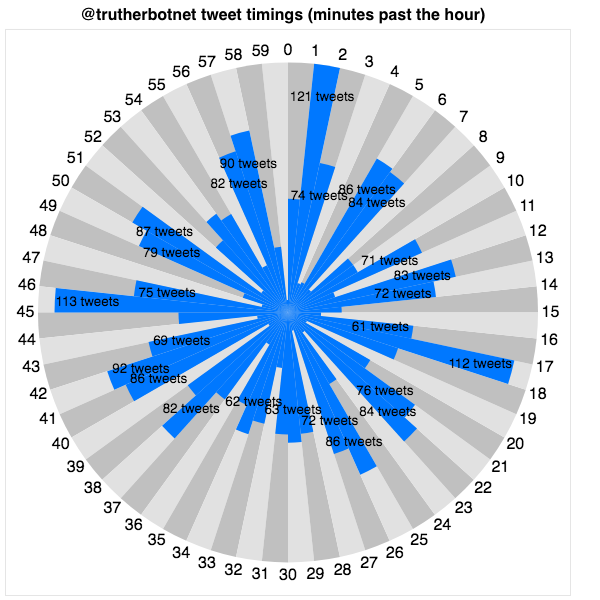 @trutherbotnet tweet timings (minutes past the hour)
0
1
2
3
4
5
6
7
8
9
10
11
12
13
14
15
16
17
18
19
20
21
22
23
24
25
26
27
28
29
30
31
32
33
34
35
36
37
38
39
40
41
42
43
44
45
46
47
48
49
50
51
52
53
54
55
56
57
58
59
121 tweets
74 tweets
86 tweets
84 tweets
71 tweets
83 tweets
72 tweets
61 tweets
112 tweets
76 tweets
84 tweets
86 tweets
72 tweets
63 tweets
62 tweets
82 tweets
86 tweets
92 tweets
69 tweets
113 tweets
75 tweets
79 tweets
87 tweets
82 tweets
90 tweets